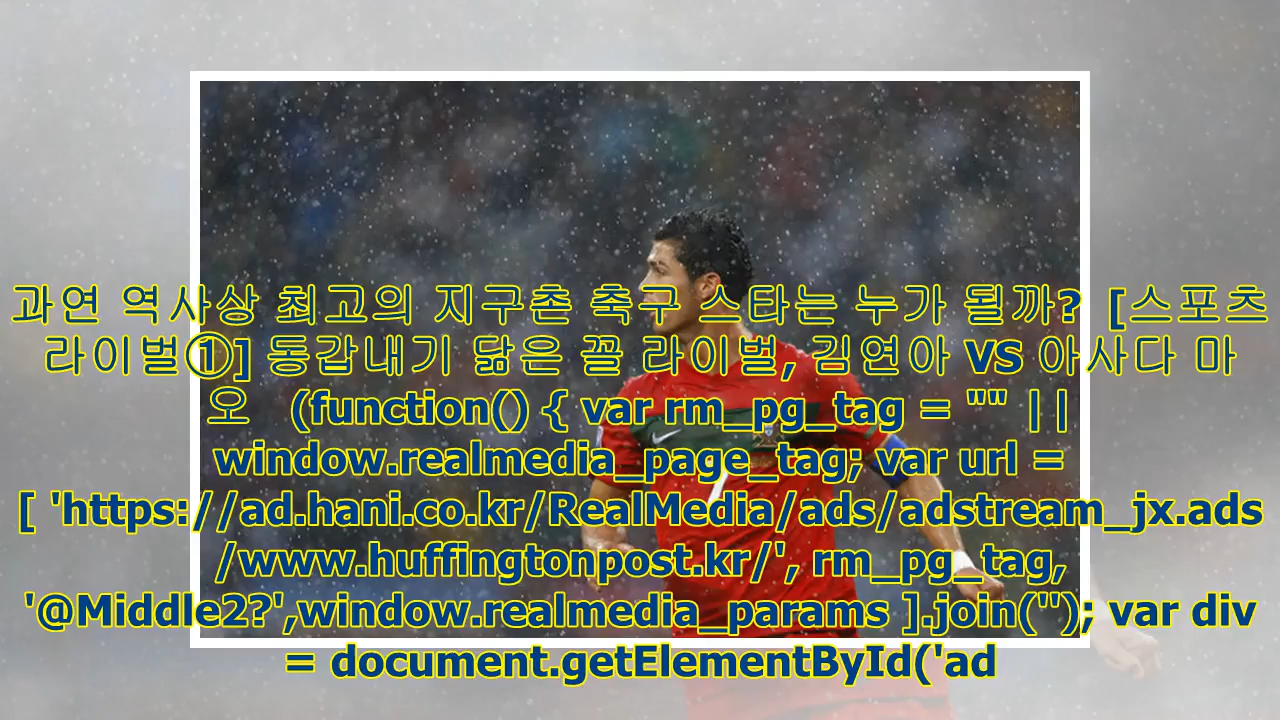 과연 역사상 최고의 지구촌 축구 스타는 누가 될까? [스포츠
라이벌①] 동갑내기 닮은 꼴 라이벌, 김연아 VS 아사다 마
오 (function() { var rm_pg_tag = "" ||
window.realmedia_page_tag; var url =
[ 'https://ad.hani.co.kr/RealMedia/ads/adstream_jx.ads
/www.huffingtonpost.kr/', rm_pg_tag,
'@Middle2?',window.realmedia_params ].join(''); var div
= document.getElementById('ad
7